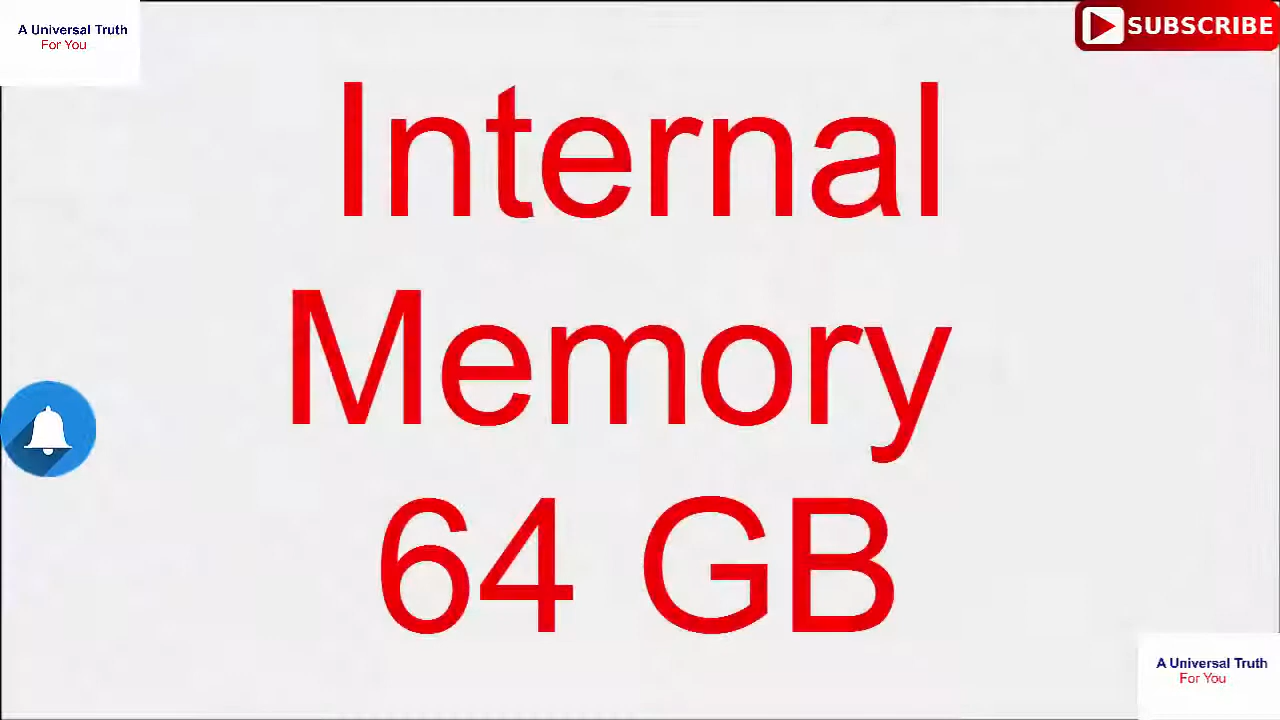 A Universal Truth
For You
SUBSCRIBE
Internal
Memory
64 GB
A Universal Truth
For You